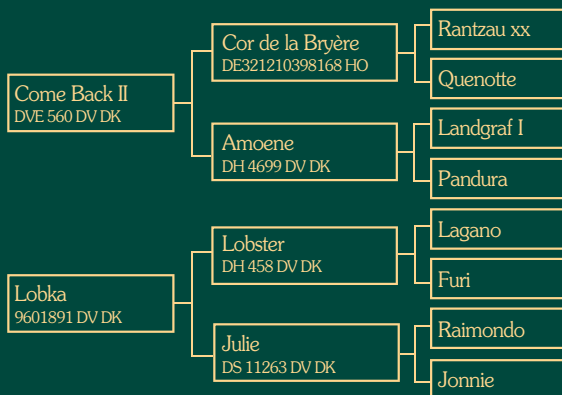 Come Back II
DVE 560 DV DK
Cor de la Bryère
DE321210398168 HO
Rantzau xx
Quenotte
Amoene
DH 4699 DV DK
Landgraf I
Pandura
Lobka
9601891 DV DK
Lobster
DH 458 DV DK
Lagano
Furi
Julie
DS 11263 DV DK
Raimondo
Jonnie